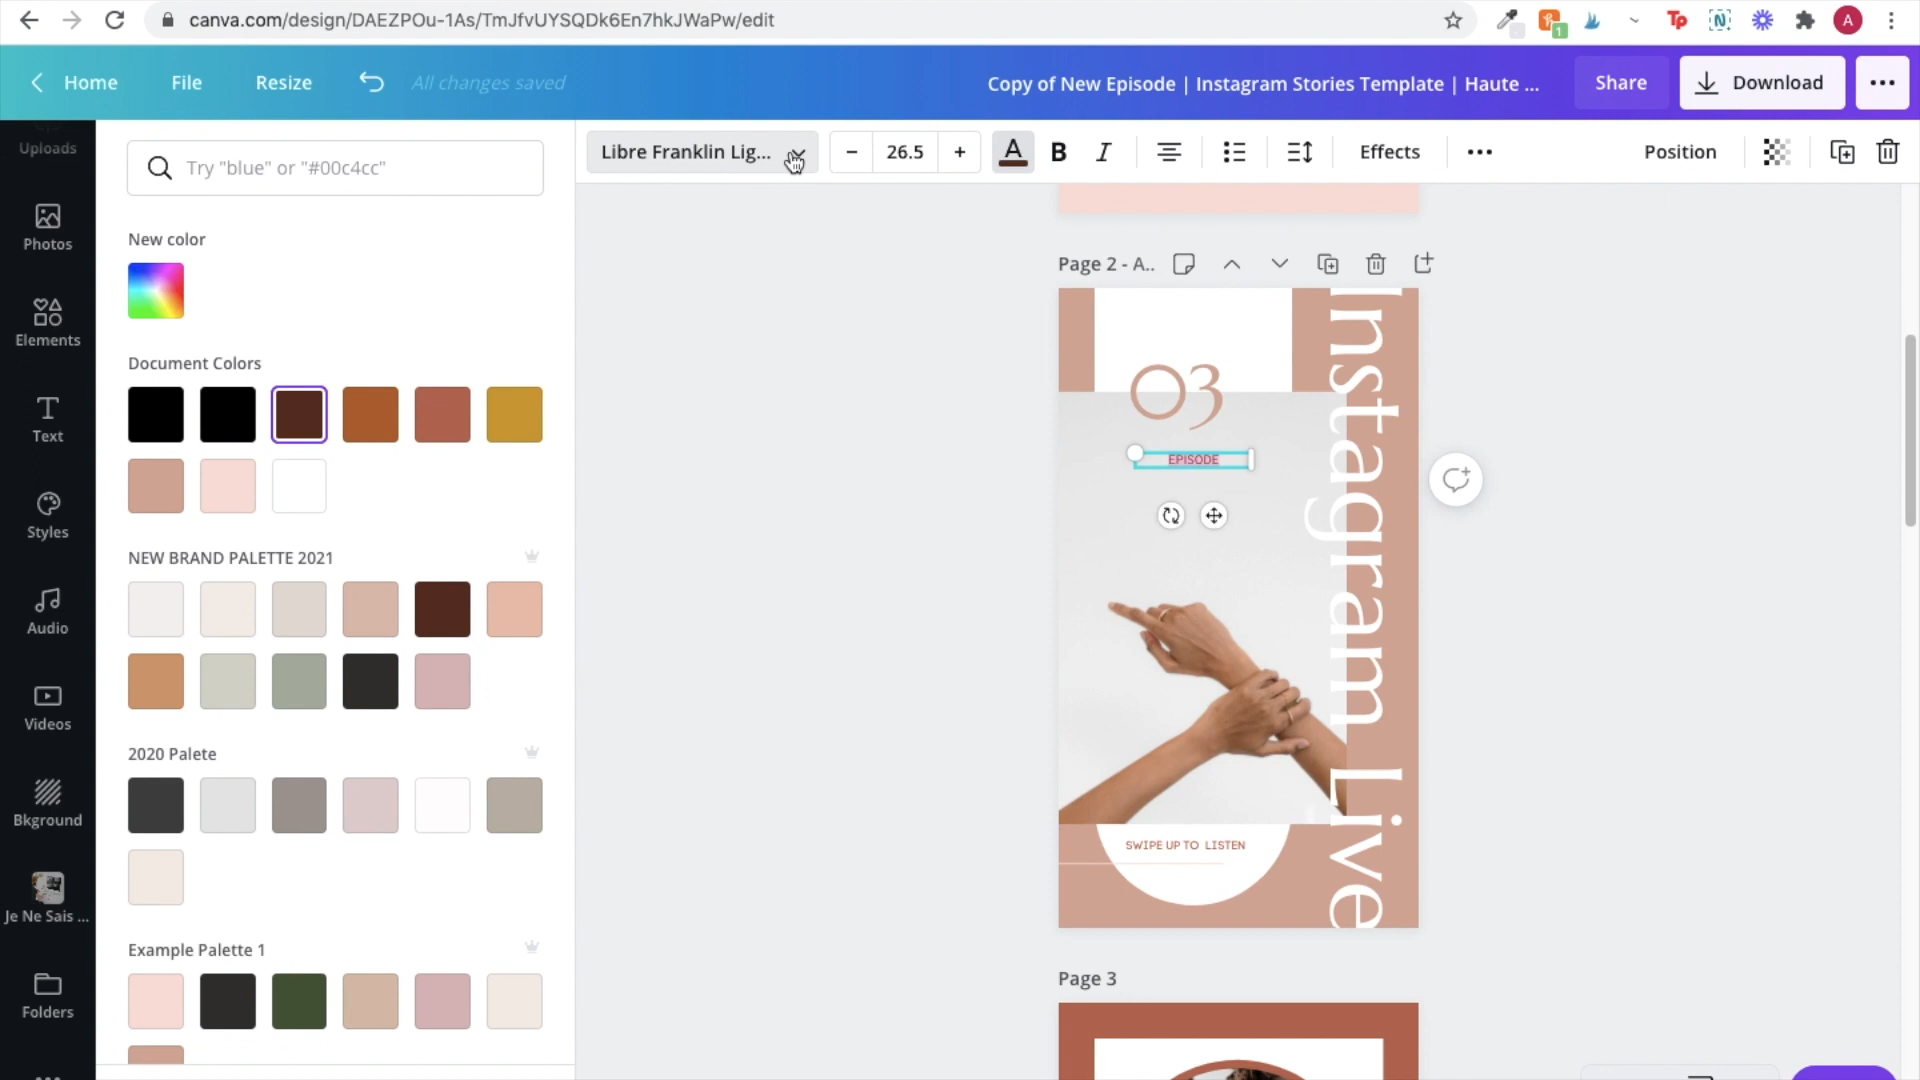 canva.com/design/DAEZPOu-1As/TmJfvUYSQDk6En7hkJWaPw/edit
Tp
N
A
1
Home
File
Resize
All changes saved
Copy of New Episode | Instagram Stories Template | Haute ...
Share
Download
Uploads
Photos
Elements
Text
Styles
Audio
Videos
Bkground
Je Ne Sais ...
Folders
Try "blue" or "#00c4cc"
New color
Document Colors
NEW BRAND PALETTE 2021
2020 Palete
Example Palette 1
Libre Franklin Lig...
26.5
A
B
I
Effects
Position
Page 2 - A..
03
EPISODE
Instagram Live
SWIPE UP TO LISTEN
Page 3